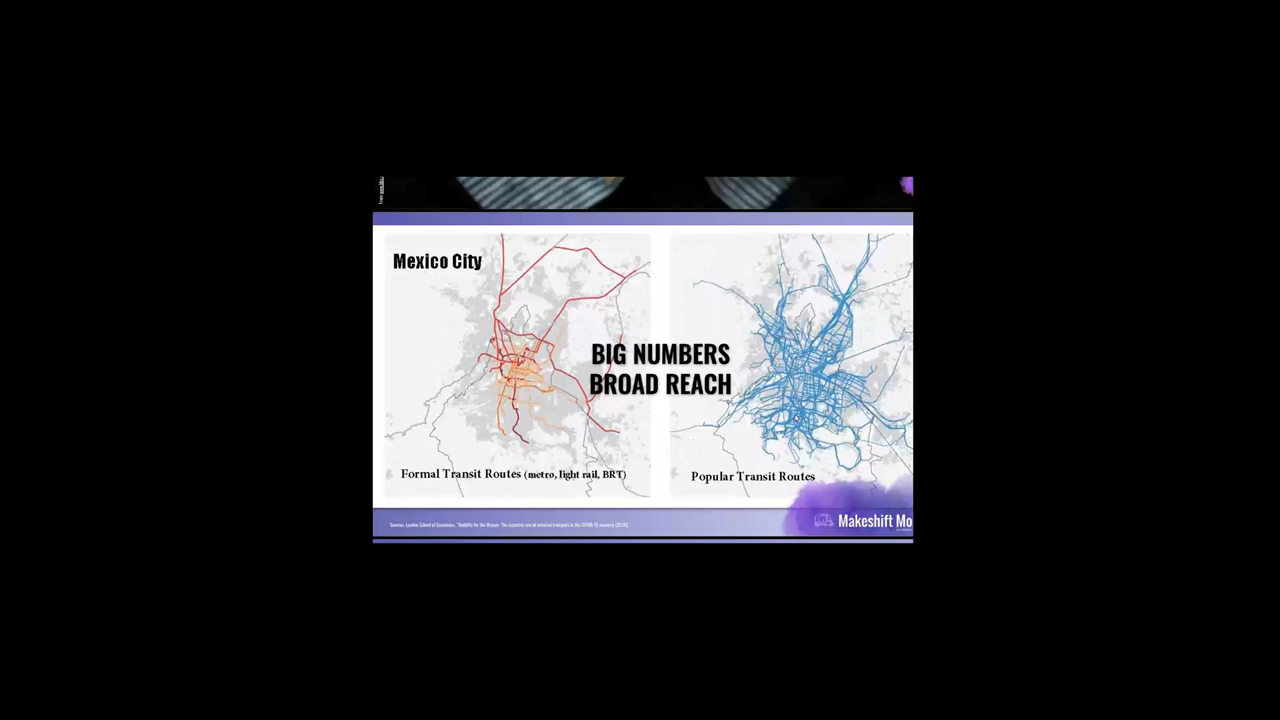 Mexico City
BIG NUMBERS
BROAD REACH
Formal Transit Routes (metro, light rail, BRT)
Popular Transit Routes
Makeshift Mo